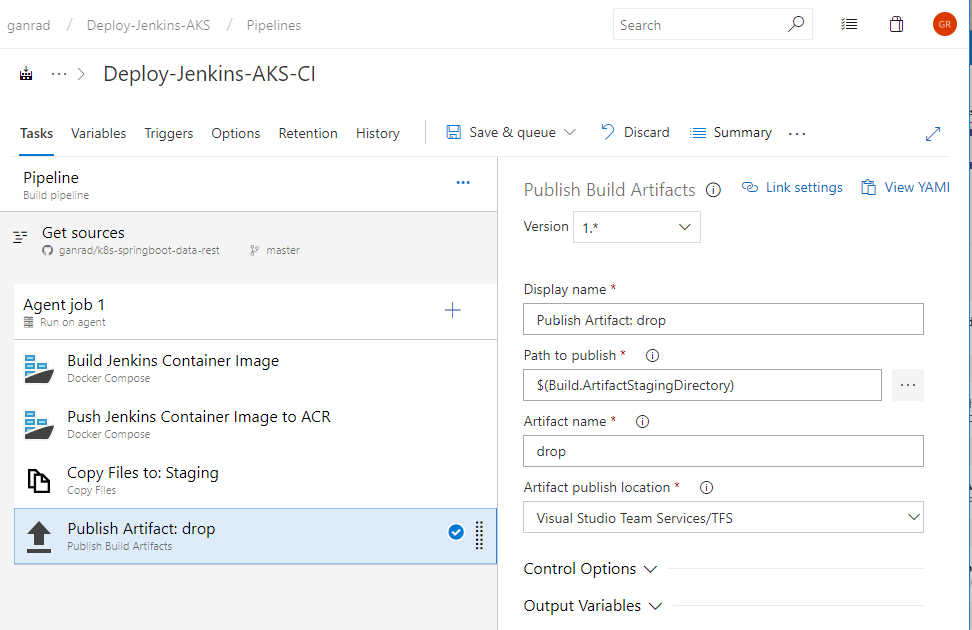 ganrad / Deploy-Jenkins-AKS / Pipelines
Search
GR
··· > Deploy-Jenkins-AKS-CI
Tasks Variables Triggers Options Retention History Save & queue Discard Summary ...
Pipeline
Build pipeline
Get sources
ganrad/k8s-springboot-data-rest master
Agent job 1
Run on agent
Build Jenkins Container Image
Docker Compose
Push Jenkins Container Image to ACR
Docker Compose
Copy Files to: Staging
Copy Files
Publish Artifact: drop
Publish Build Artifacts
Publish Build Artifacts Link settings View YAMl
Version 1.*
Display name *
Publish Artifact: drop
Path to publish *
$(Build.ArtifactStagingDirectory)
Artifact name *
drop
Artifact publish location *
Visual Studio Team Services/TFS
Control Options
Output Variables